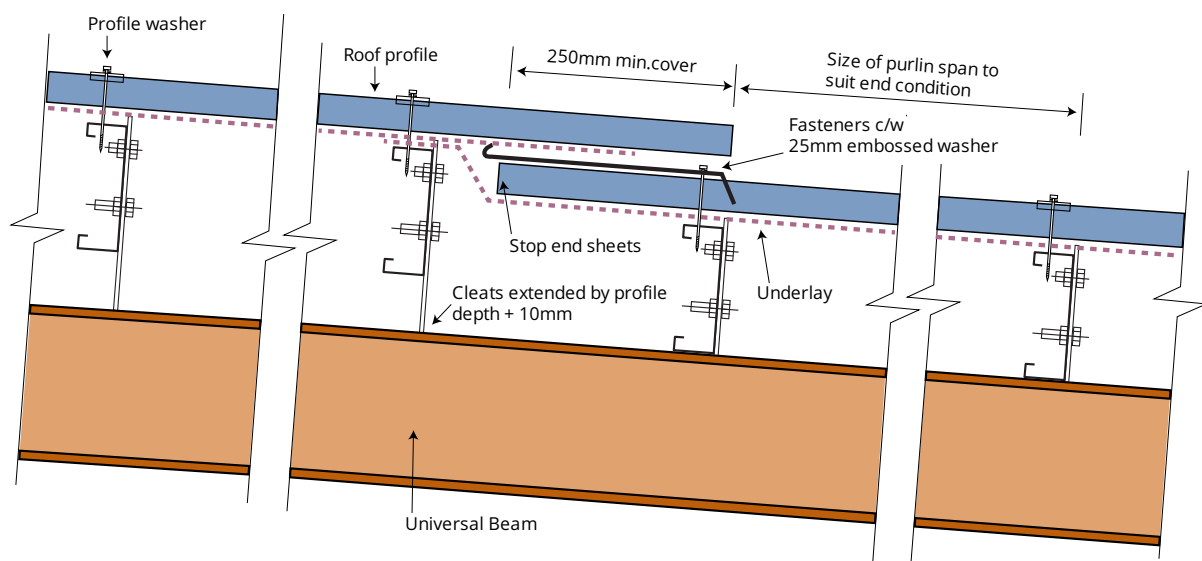 Profile washer
Roof profile
250mm min.cover
Size of purlin span to
suit end condition
Fasteners c/w
25mm embossed washer
Stop end sheets
Underlay
Cleats extended by profile
depth + 10mm
Universal Beam